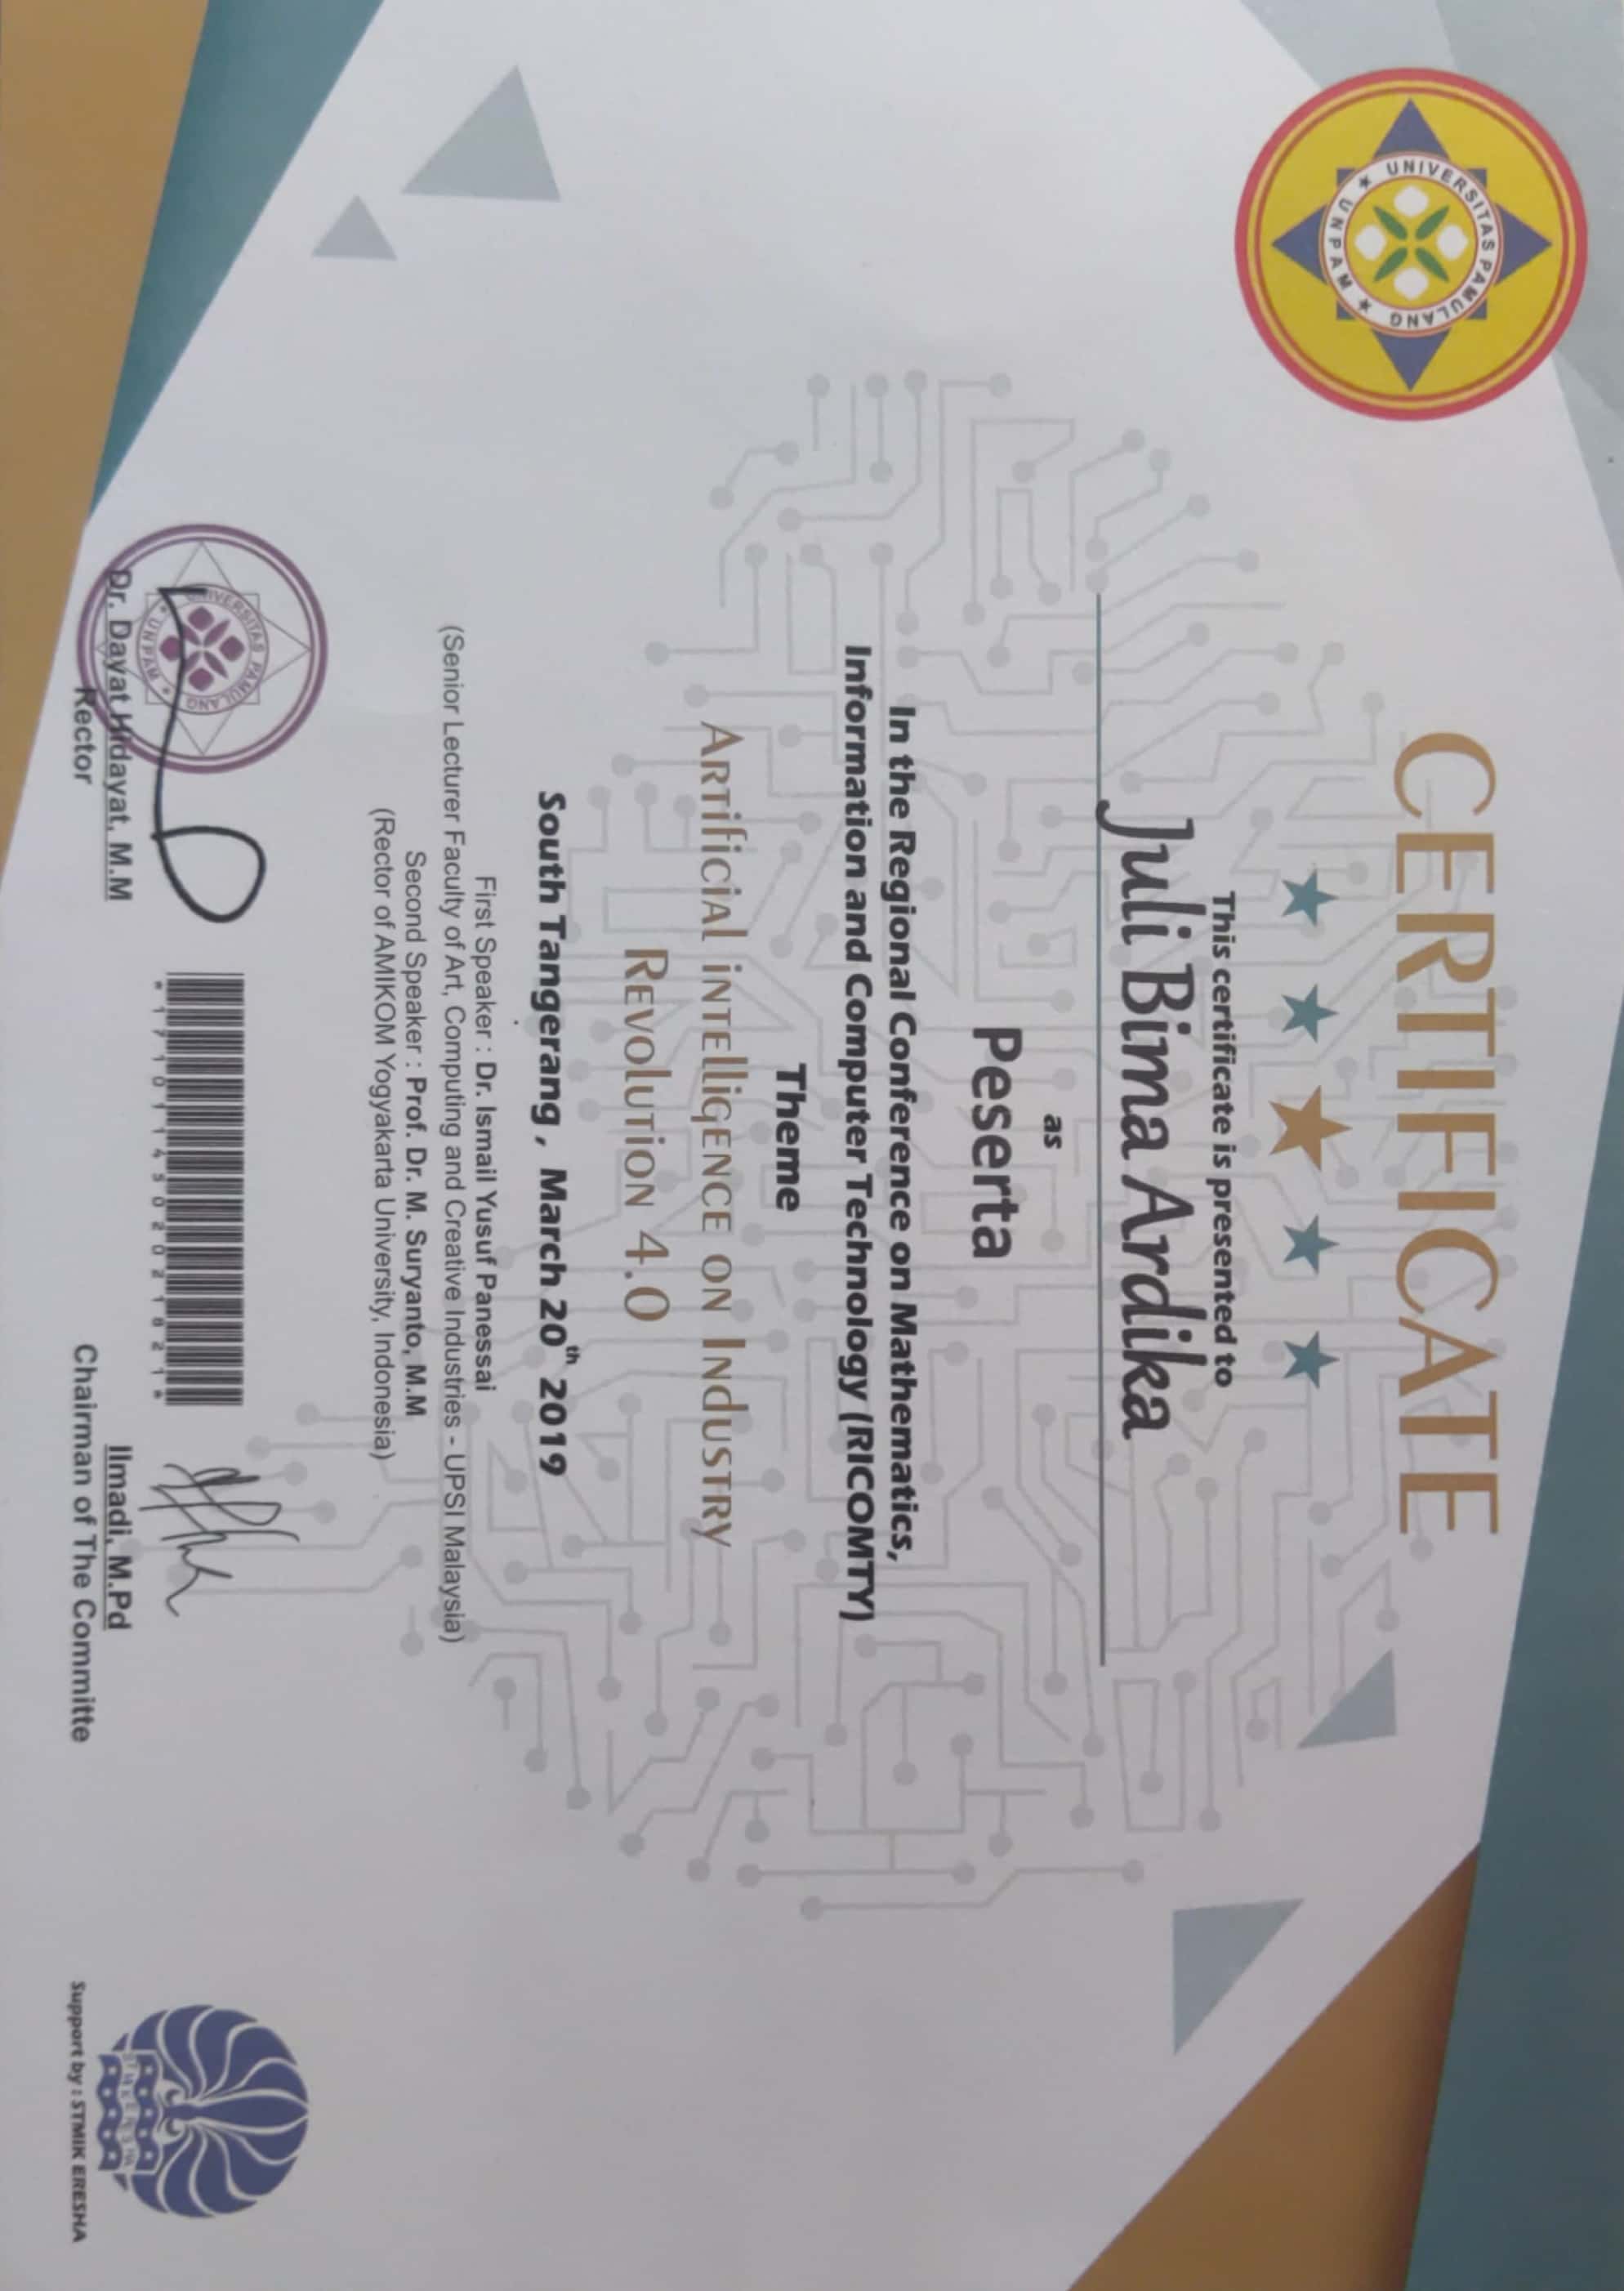 UNIVERSITAS PAMULANG
UNPAM
CERTIFICATE
This certificate is presented to
Juli Bima Ardika
as
Peserta
In the Regional Conference on Mathematics,
Information and Computer Technology (RICOMTY)
Theme
Artificial intelligence on Industry
Revolution 4.0
South Tangerang , March 20th 2019
First Speaker : Dr. Ismail Yusuf Panessai
(Senior Lecturer Faculty of Art, Computing and Creative Industries - UPSI Malaysia)
Second Speaker : Prof. Dr. M. Suryanto, M.M
(Rector of AMIKOM Yogyakarta University, Indonesia)
UNIVERSITAS PAMULANG
UNPAM
Dr. Dayat Hidayat, M.M
Rector
Ilmadi, M.Pd
Chairman of The Committe
STMIK ERESHA
Support by : STMIK ERESHA